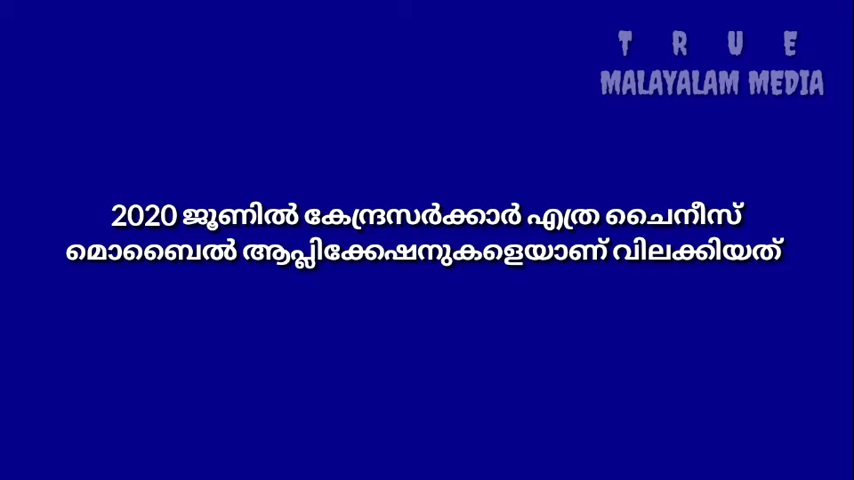 T R U E
MALAYALAM MEDIA
2020 ജൂണിൽ കേന്ദ്രസർക്കാർ എത്ര ചൈനീസ്
മൊബൈൽ ആപ്ലിക്കേഷനുകളെയാണ് വിലക്കിയത്